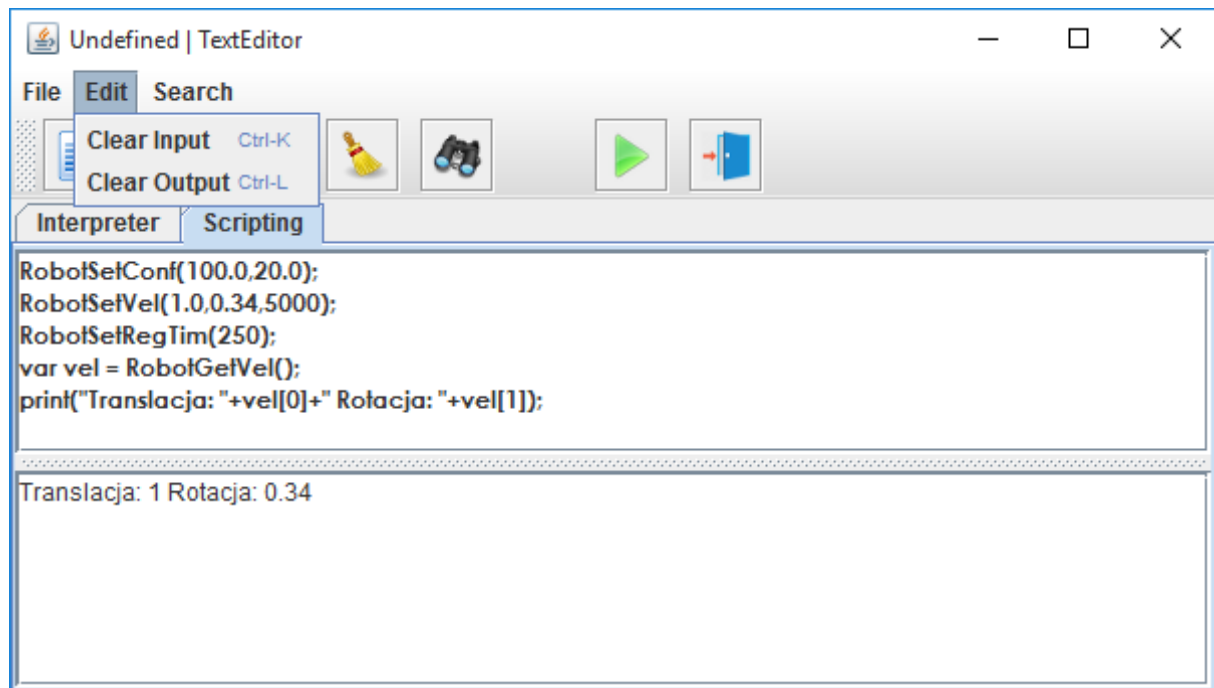 Undefined | TextEditor
File Edit Search
Clear Input Ctrl-K
Clear Output Ctrl-L
Interpreter Scripting
RobotSetConf(100.0,20.0);
RobotSetVel(1.0,0.34,5000);
RobotSetRegTim(250);
var vel = RobotGetVel();
print("Translacja: "+vel[0]+" Rotacja: "+vel[1]);
Translacja: 1 Rotacja: 0.34